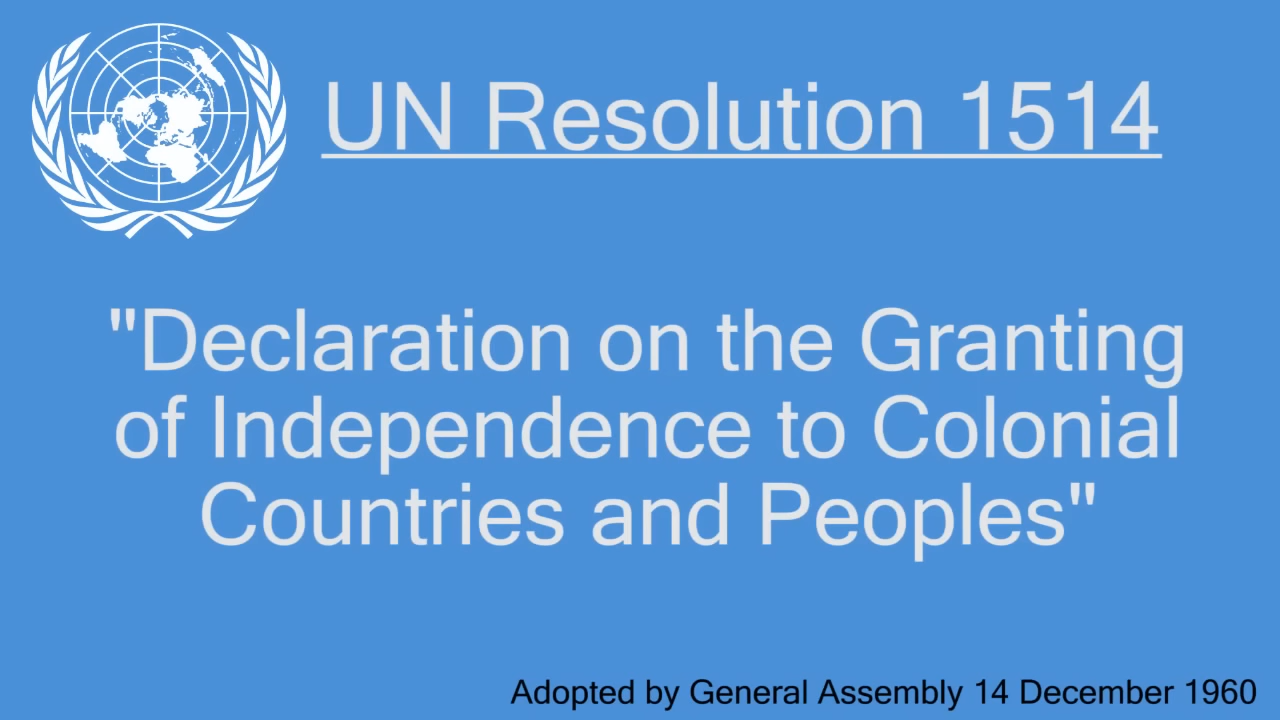 UN Resolution 1514
"Declaration on the Granting
of Independence to Colonial
Countries and Peoples"
Adopted by General Assembly 14 December 1960